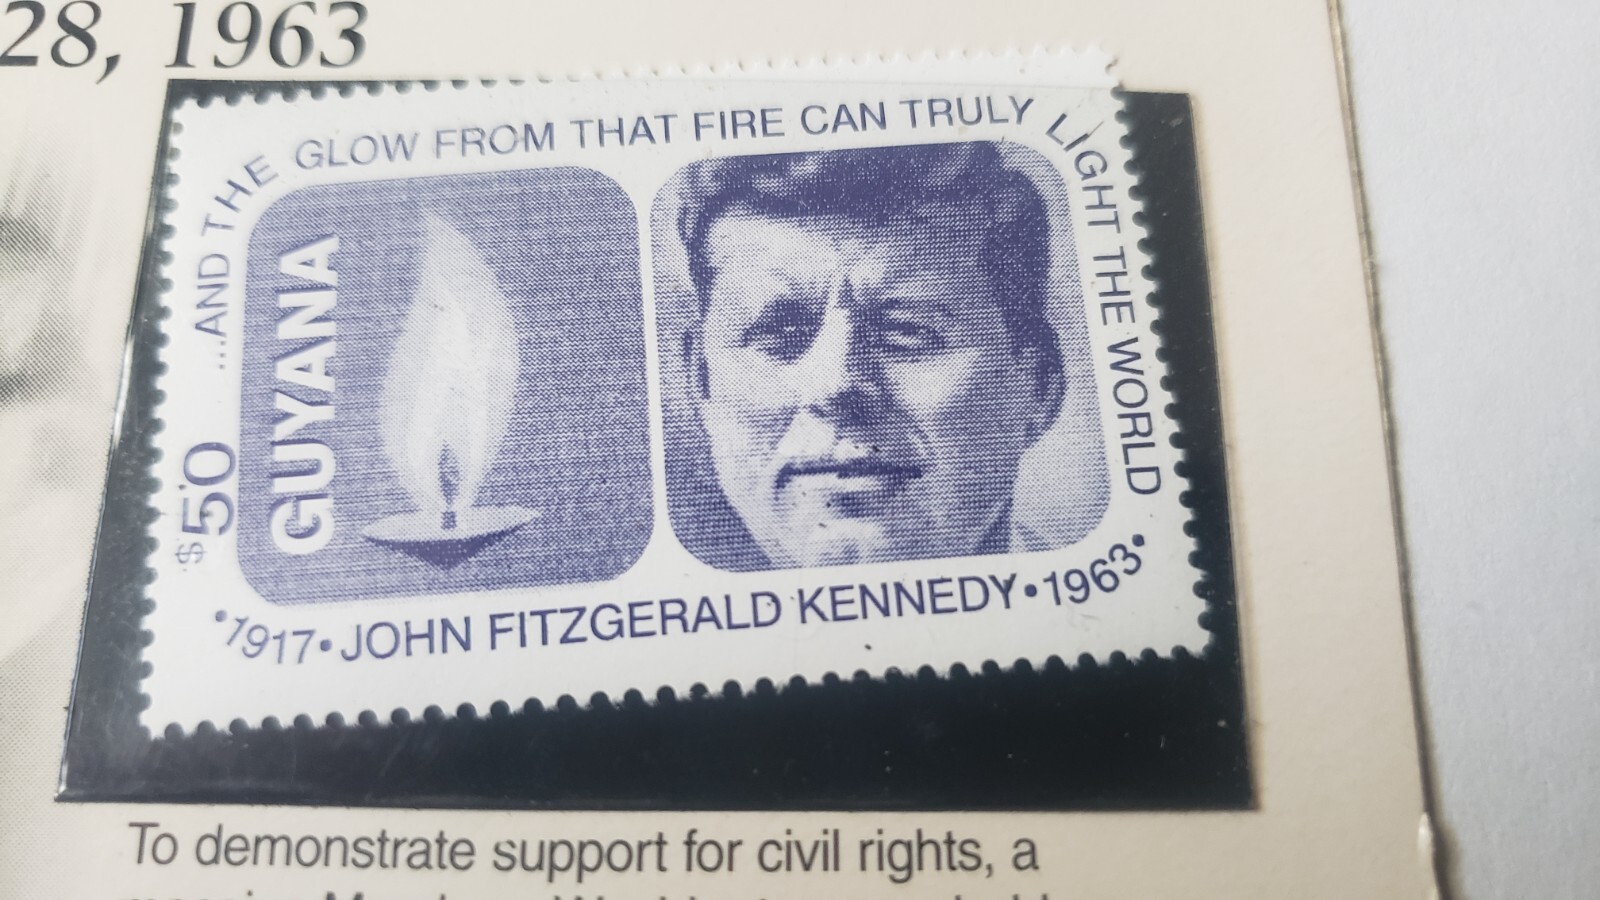 28, 1963
...AND THE GLOW FROM THAT FIRE CAN TRULY LIGHT THE WORLD
$50
GUYANA
•1917•JOHN FITZGERALD KENNEDY•1963•
To demonstrate support for civil rights, a